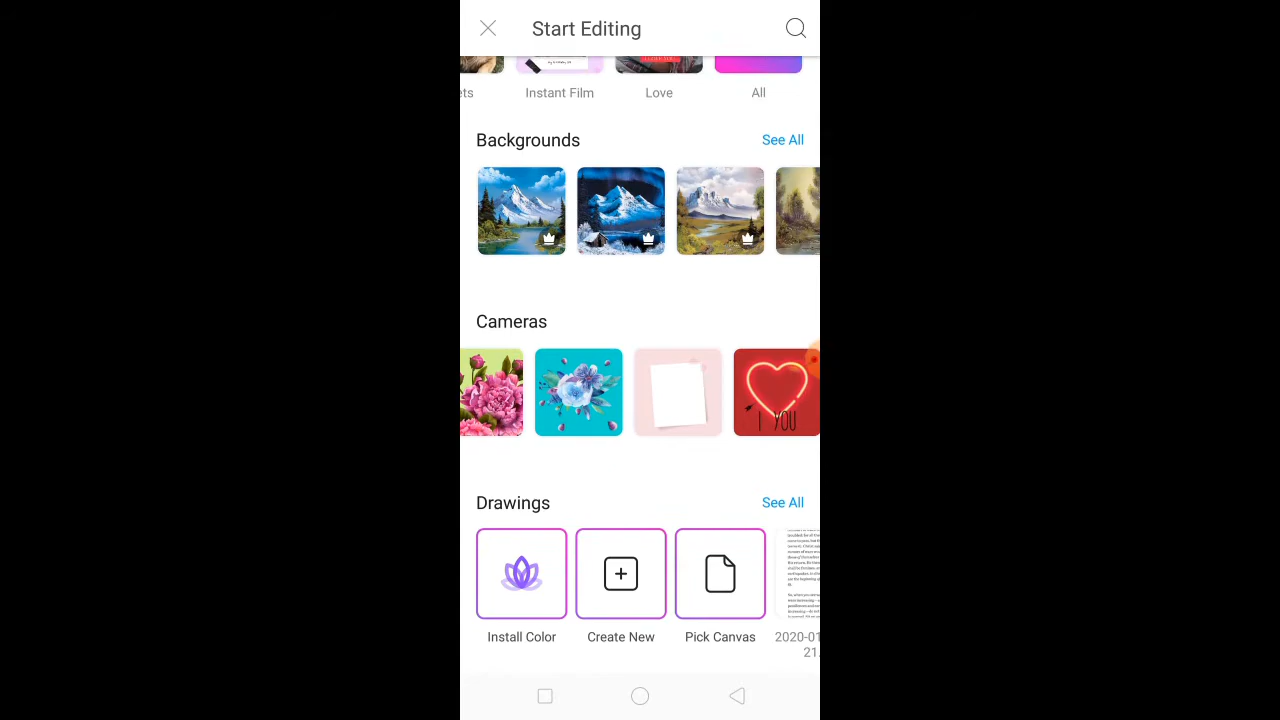 Start Editing
ets
Instant Film
Love
All
Backgrounds
See All
Cameras
I YOU
Drawings
See All
Install Color
Create New
Pick Canvas
2020-01
21.